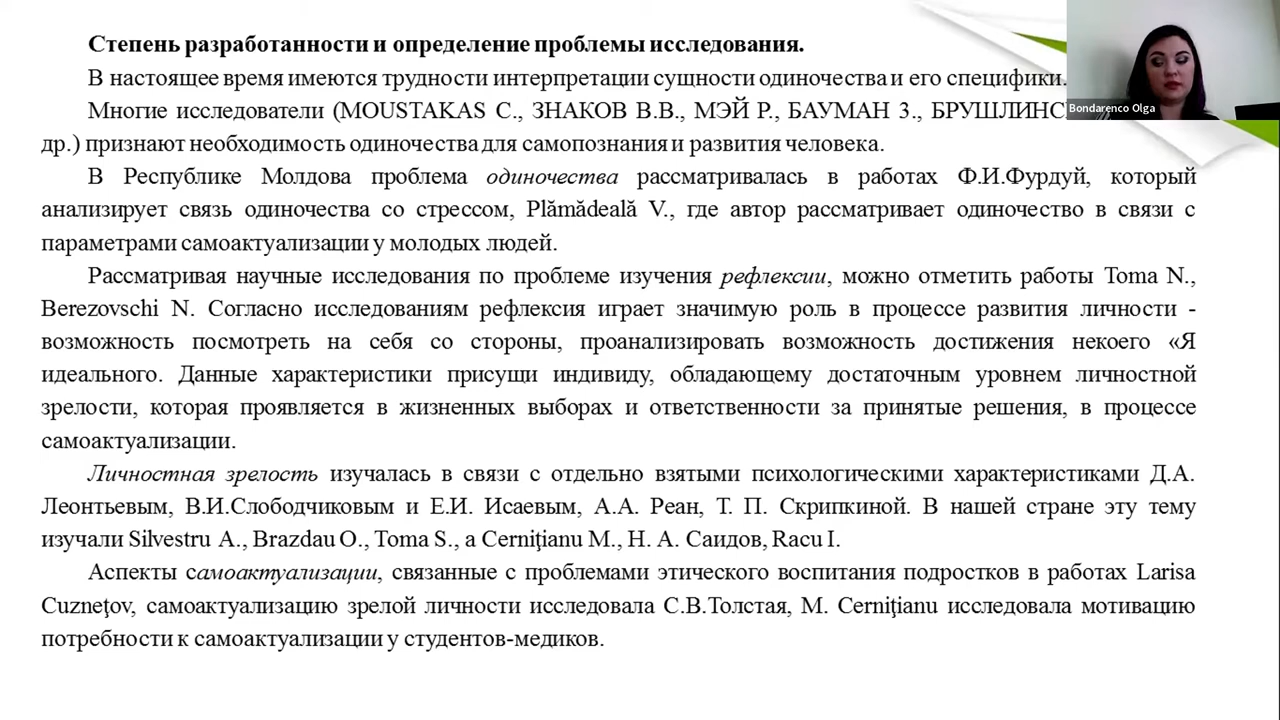 Степень разработанности и определение проблемы исследования.
В настоящее время имеются трудности интерпретации сущности одиночества и его специфики.
Многие исследователи (MOUSTAKAS C., ЗНАКОВ В.В., МЭЙ Р., БАУМАН З.,
др.) признают необходимость одиночества для самопознания и развития человека.
В Республике Молдова проблема одиночества рассматривалась в работах Ф.И.Фурдуй, который
анализирует связь одиночества со стрессом, Plămădeală V., где автор рассматривает одиночество в связи с
параметрами самоактуализации у молодых людей.
Рассматривая научные исследования по проблеме изучения рефлексии, можно отметить работы Toma N.,
Berezovschi N. Согласно исследованиям рефлексия играет значимую роль в процессе развития личности -
возможность посмотреть на себя со стороны, проанализировать возможность достижения некоего «Я
идеального. Данные характеристики присущи индивиду, обладающему достаточным уровнем личностной
зрелости, которая проявляется в жизненных выборах и ответственности за принятые решения, в процессе
самоактуализации.
Личностная зрелость изучалась в связи с отдельно взятыми психологическими характеристиками Д.А.
Леонтьевым, В.И.Слободчиковым и Е.И. Исаевым, А.А. Реан, Т. П. Скрипкиной. В нашей стране эту тему
изучали Silvestru A., Brazdau O., Toma S., a Cerniţianu M., Н. А. Саидов, Racu I.
Аспекты самоактуализации, связанные с проблемами этического воспитания подростков в работах Larisa
Cuzneţov, самоактуализацию зрелой личности исследовала С.В.Толстая, M. Cerniţianu исследовала мотивацию
потребности к самоактуализации у студентов-медиков.
Bondarenco Olga